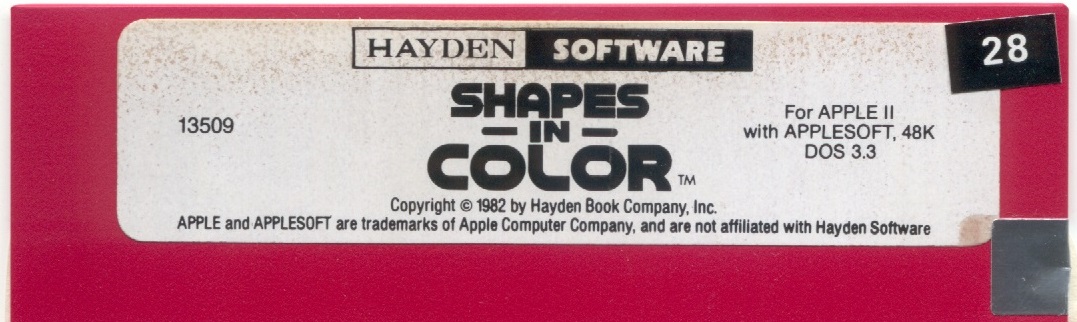 HAYDEN SOFTWARE
28
SHAPES
IN
COLOR™
13509
For APPLE II
with APPLESOFT, 48K
DOS 3.3
Copyright © 1982 by Hayden Book Company, Inc.
APPLE and APPLESOFT are trademarks of Apple Computer Company, and are not affiliated with Hayden Software